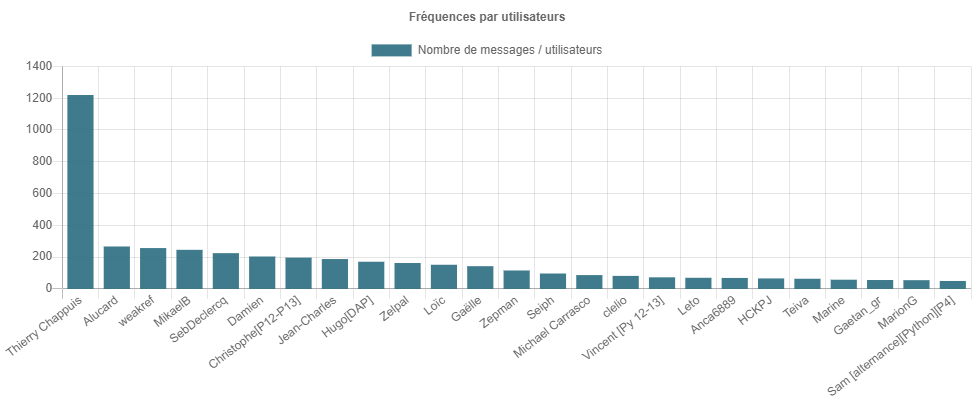 Fréquences par utilisateurs
Nombre de messages / utilisateurs
1400
1200
1000
800
600
400
200
0
Thierry Chappuis
Alucard
weakref
MikaelB
SebDeclercq
Damien
Christophe[P12-P13]
Jean-Charles
Hugo[DAP]
Zelpal
Loïc
Gaëlle
Zepman
Seiph
Michael Carrasco
clelio
Vincent [Py 12-13]
Leto
Anca6889
HCKPJ
Teiva
Marine
Gaetan_gr
MarionG
Sam [alternance][Python][P4]